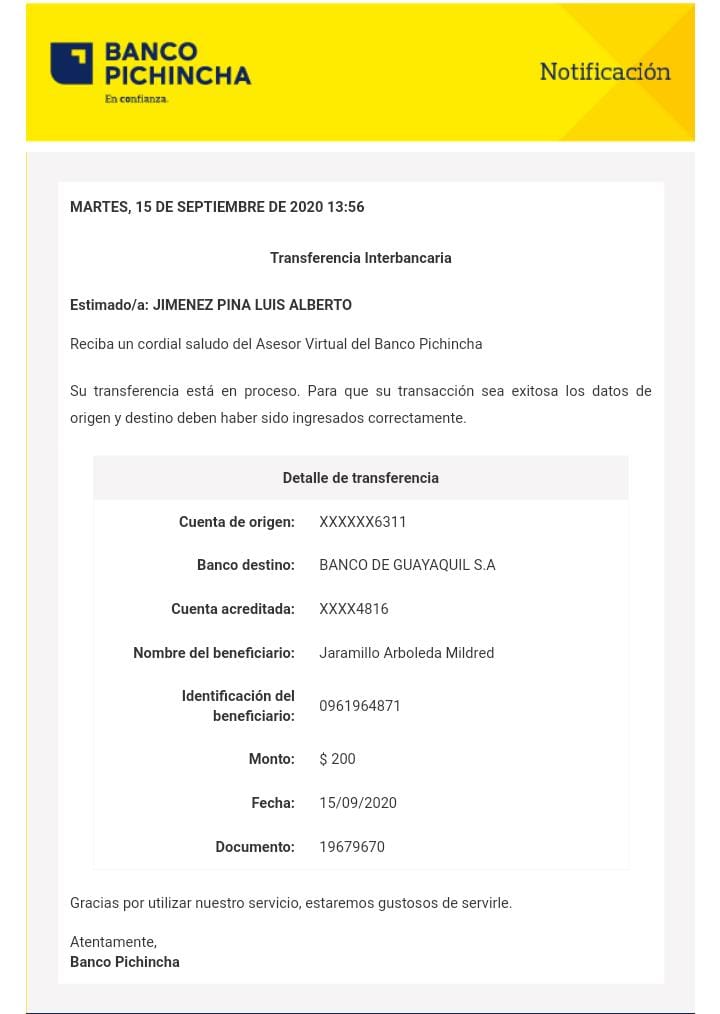 BANCO
PICHINCHA
En confianza.
Notificación
MARTES, 15 DE SEPTIEMBRE DE 2020 13:56
Transferencia Interbancaria
Estimado/a: JIMENEZ PINA LUIS ALBERTO
Reciba un cordial saludo del Asesor Virtual del Banco Pichincha
Su transferencia está en proceso. Para que su transacción sea exitosa los datos de
origen y destino deben haber sido ingresados correctamente.
Detalle de transferencia
Cuenta de origen: XXXXXX6311
Banco destino: BANCO DE GUAYAQUIL S.A
Cuenta acreditada: XXXX4816
Nombre del beneficiario: Jaramillo Arboleda Mildred
Identificación del
beneficiario: 0961964871
Monto: $ 200
Fecha: 15/09/2020
Documento: 19679670
Gracias por utilizar nuestro servicio, estaremos gustosos de servirle.
Atentamente,
Banco Pichincha